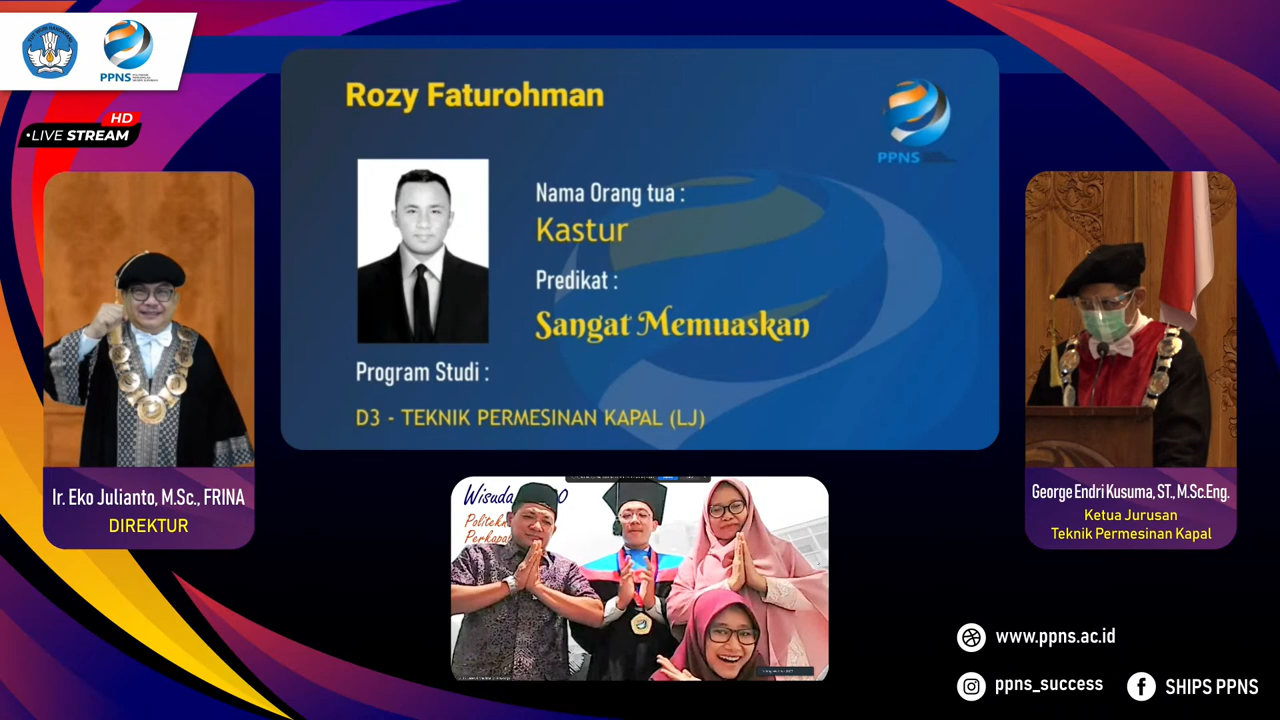 PPNS
HD
LIVE STREAM
Rozy Faturohman
PPNS
Nama Orang tua :
Kastur
Predikat :
Sangat Memuaskan
Program Studi :
D3 - TEKNIK PERMESINAN KAPAL (LJ)
Ir. Eko Julianto, M.Sc., FRINA
DIREKTUR
George Endri Kusuma, ST., M.Sc.Eng.
Ketua Jurusan
Teknik Permesinan Kapal
Wisuda
www.ppns.ac.id
ppns_success
SHIPS PPNS